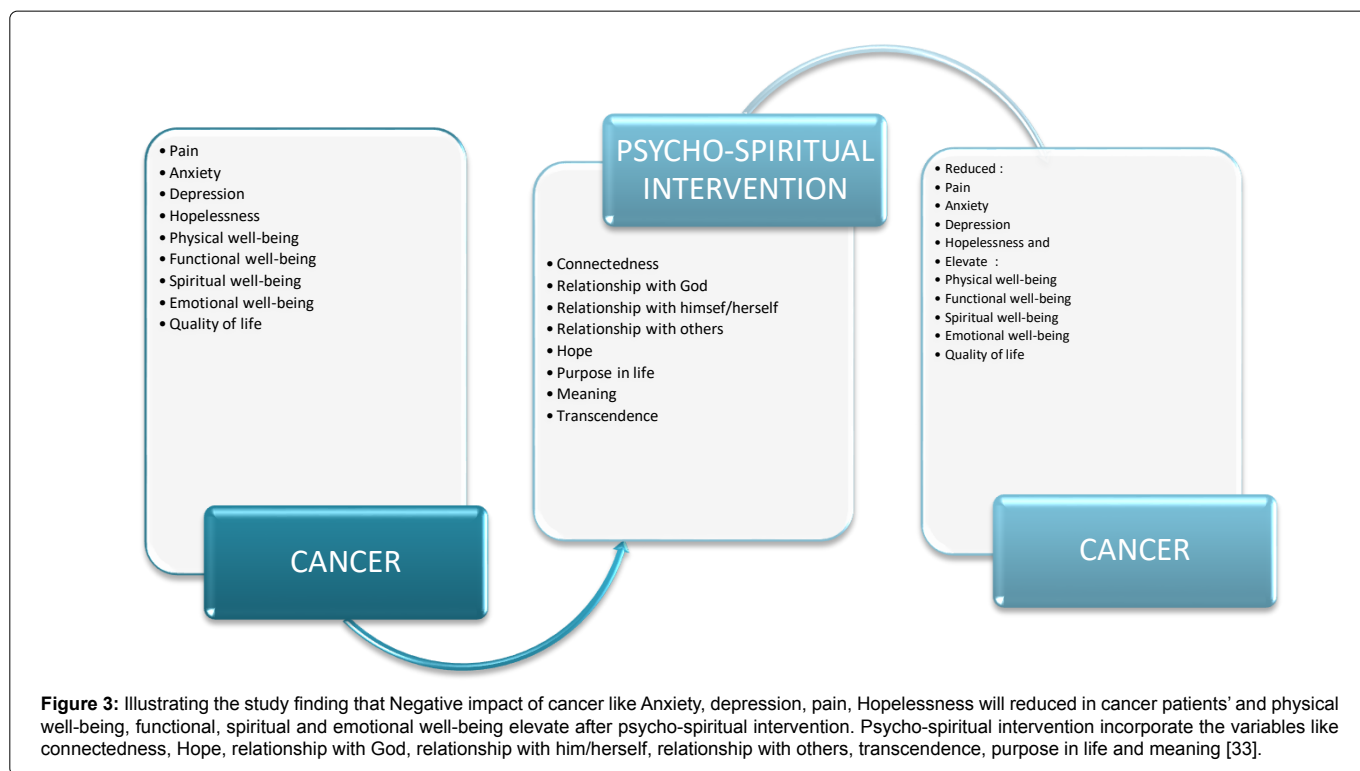 • Pain
• Anxiety
• Depression
• Hopelessness
• Physical well-being
• Functional well-being
• Spiritual well-being
• Emotional well-being
• Quality of life
CANCER
PSYCHO-SPIRITUAL
INTERVENTION
• Connectedness
• Relationship with God
• Relationship with himsef/herself
• Relationship with others
• Hope
• Purpose in life
• Meaning
• Transcendence
• Reduced :
• Pain
• Anxiety
• Depression
• Hopelessness and
• Elevate :
• Physical well-being
• Functional well-being
• Spiritual well-being
• Emotional well-being
• Quality of life
CANCER
Figure 3: Illustrating the study finding that Negative impact of cancer like Anxiety, depression, pain, Hopelessness will reduced in cancer patients’ and physical
well-being, functional, spiritual and emotional well-being elevate after psycho-spiritual intervention. Psycho-spiritual intervention incorporate the variables like
connectedness, Hope, relationship with God, relationship with him/herself, relationship with others, transcendence, purpose in life and meaning [33].